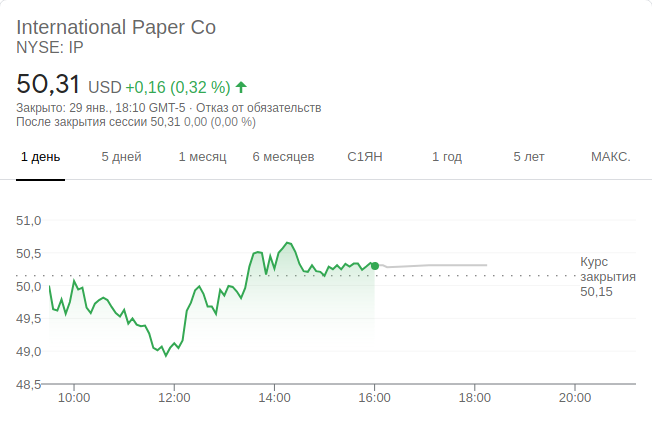 International Paper Co
NYSE: IP
50,31 USD +0,16 (0,32 %)
Закрыто: 29 янв., 18:10 GMT-5 · Отказ от обязательств
После закрытия сессии 50,31 0,00 (0,00 %)
1 день 5 дней 1 месяц 6 месяцев С1ЯН 1 год 5 лет МАКС.
51,0
50,5
50,0
49,5
49,0
48,5
Курс
закрытия
50,15
10:00 12:00 14:00 16:00 18:00 20:00